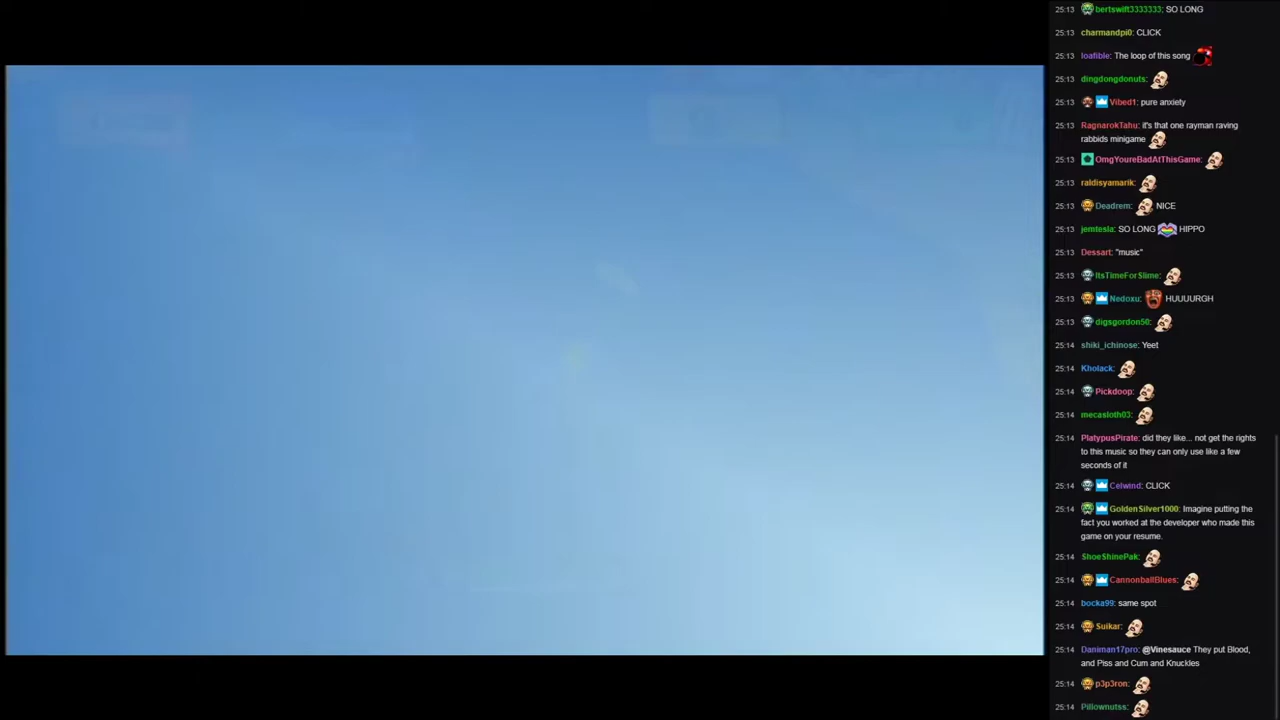 25:13 bertswift3333333: SO LONG
25:13 charmandpi0: CLICK
25:13 loafible: The loop of this song
25:13 dingdongdonuts:
25:13 Vibed1: pure anxiety
25:13 RagnarokTahu: it's that one rayman raving
rabbids minigame
25:13 OmgYoureBadAtThisGame:
25:13 raldisyamarik:
25:13 Deadrem: NICE
25:13 jemtesla: SO LONG HIPPO
25:13 Dessart: "music"
25:13 ItsTimeForSlime:
25:13 Nedoxu: HUUUURGH
25:13 digsgordon50:
25:14 shiki_ichinose: Yeet
25:14 Kholack:
25:14 Pickdoop:
25:14 mecasloth03:
25:14 PlatypusPirate: did they like... not get the rights
to this music so they can only use like a few
seconds of it
25:14 Celwind: CLICK
25:14 GoldenSilver1000: Imagine putting the
fact you worked at the developer who made this
game on your resume.
25:14 ShoeShinePak:
25:14 CannonballBlues:
25:14 bocka99: same spot
25:14 Suikar:
25:14 Daniman17pro: @Vinesauce They put Blood,
and Piss and Cum and Knuckles
25:14 p3p3ron:
25:14 Pillownutss: